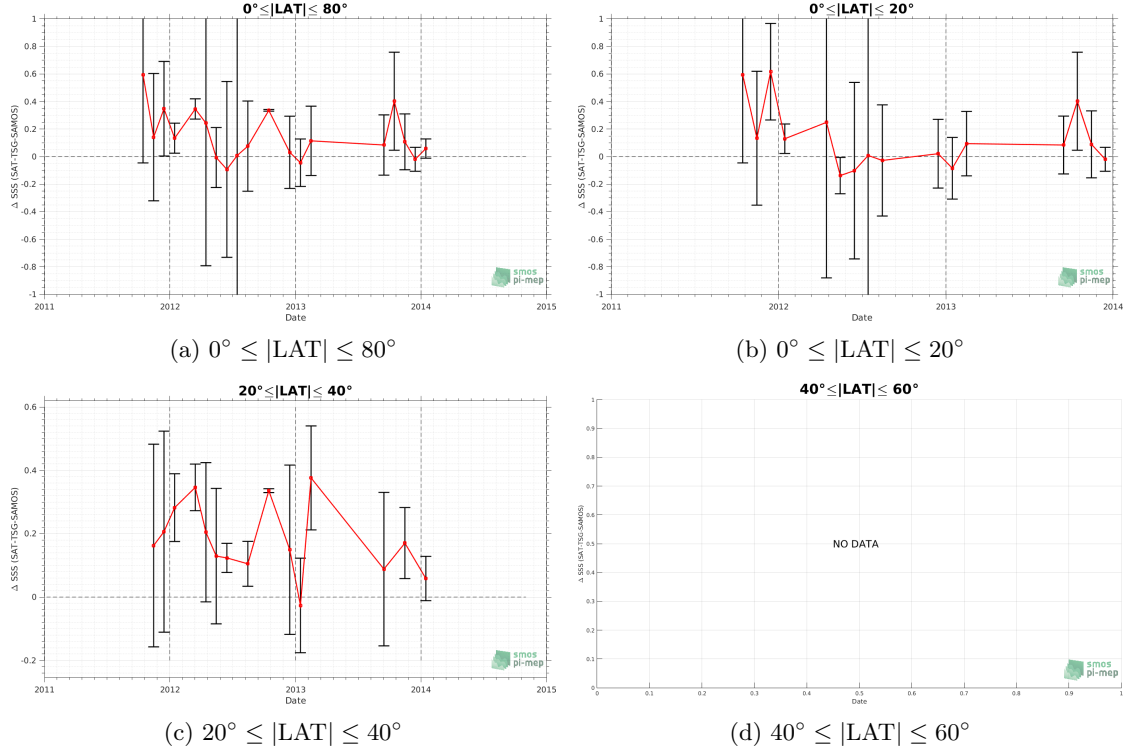 0°≤|LAT|≤ 80°
Δ SSS (SAT-TSG-SAMOS)
1
0.8
0.6
0.4
0.2
0
-0.2
-0.4
-0.6
-0.8
-1
2011 2012 2013 2014 2015
Date
smos
pi-mep
(a) 0° ≤ |LAT| ≤ 80°
0°≤|LAT|≤ 20°
Δ SSS (SAT-TSG-SAMOS)
1
0.8
0.6
0.4
0.2
0
-0.2
-0.4
-0.6
-0.8
-1
2011 2012 2013 2014
Date
smos
pi-mep
(b) 0° ≤ |LAT| ≤ 20°
20°≤|LAT|≤ 40°
Δ SSS (SAT-TSG-SAMOS)
0.6
0.4
0.2
0
-0.2
2011 2012 2013 2014 2015
Date
smos
pi-mep
(c) 20° ≤ |LAT| ≤ 40°
40°≤|LAT|≤ 60°
Δ SSS (SAT-TSG-SAMOS)
1
0.9
0.8
0.7
0.6
0.5
0.4
0.3
0.2
0.1
0
NO DATA
0 0.1 0.2 0.3 0.4 0.5 0.6 0.7 0.8 0.9 1
Date
smos
pi-mep
(d) 40° ≤ |LAT| ≤ 60°